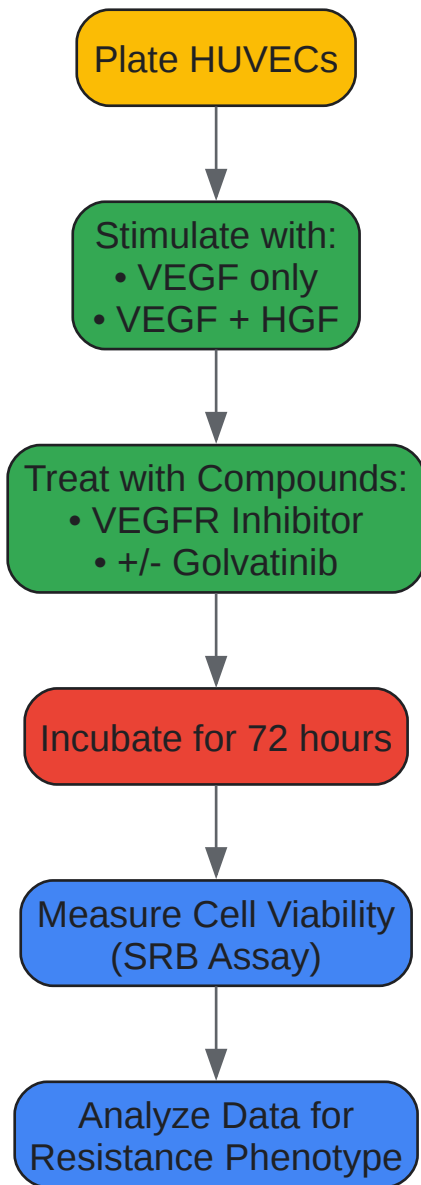 Plate HUVECs
Stimulate with:
• VEGF only
• VEGF + HGF
Treat with Compounds:
• VEGFR Inhibitor
• +/- Golvatinib
Incubate for 72 hours
Measure Cell Viability
(SRB Assay)
Analyze Data for
Resistance Phenotype